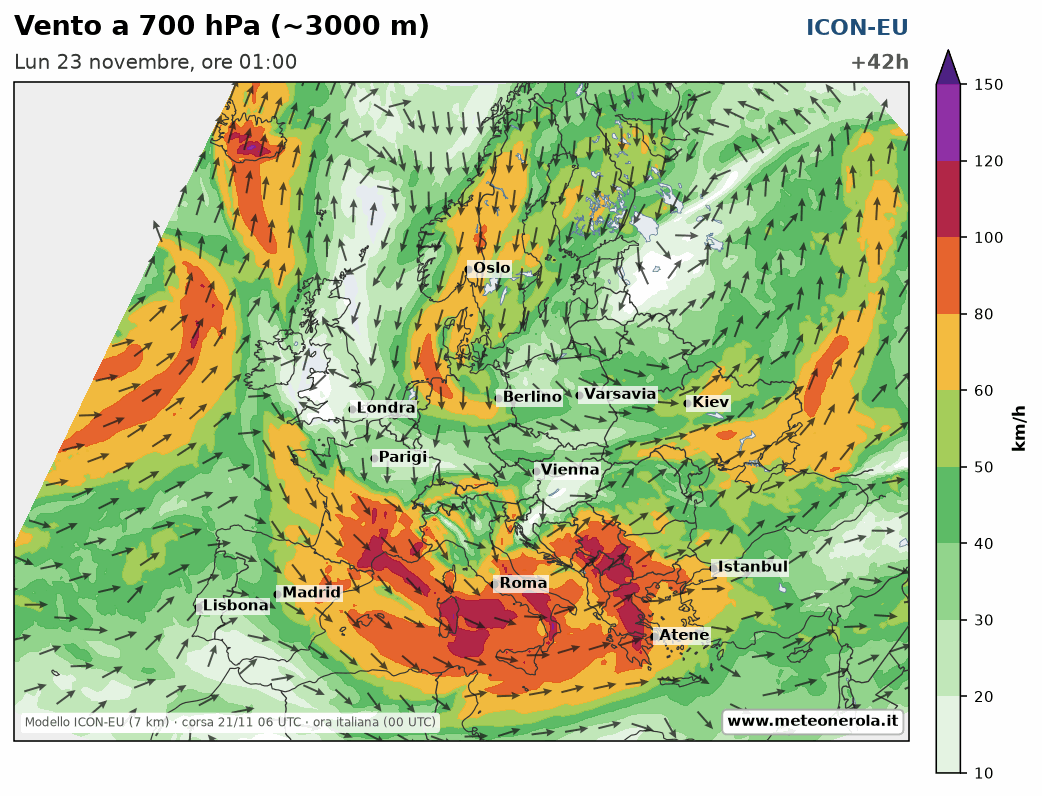 Vento a 700 hPa (~3000 m)
ICON-EU
Lun 23 novembre, ore 01:00
+42h
150
120
100
80
60
50
40
30
20
10
km/h
Oslo
Berlino
Varsavia
Kiev
Londra
Parigi
Vienna
Istanbul
Roma
Madrid
Lisbona
Atene
Modello ICON-EU (7 km) · corsa 21/11 06 UTC · ora italiana (00 UTC)
www.meteonerola.it